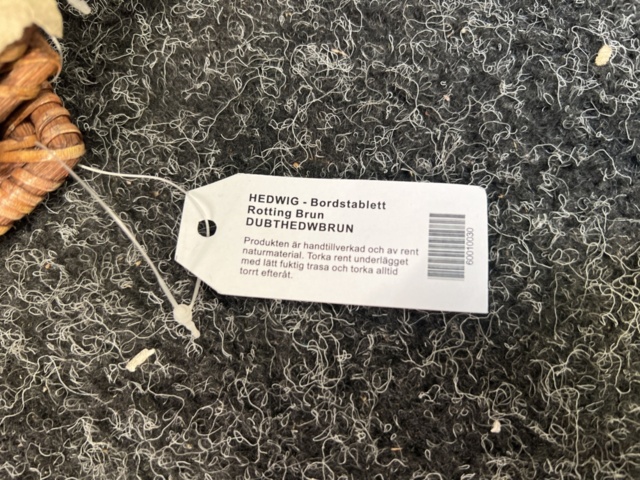 HEDWIG - Bordstablett
Rotting Brun
DUBTHEDWBRUN
Produkten är handtillverkad och av rent
naturmaterial. Torka rent underlägget
med lätt fuktig trasa och torka alltid
torrt efteråt.
60010030